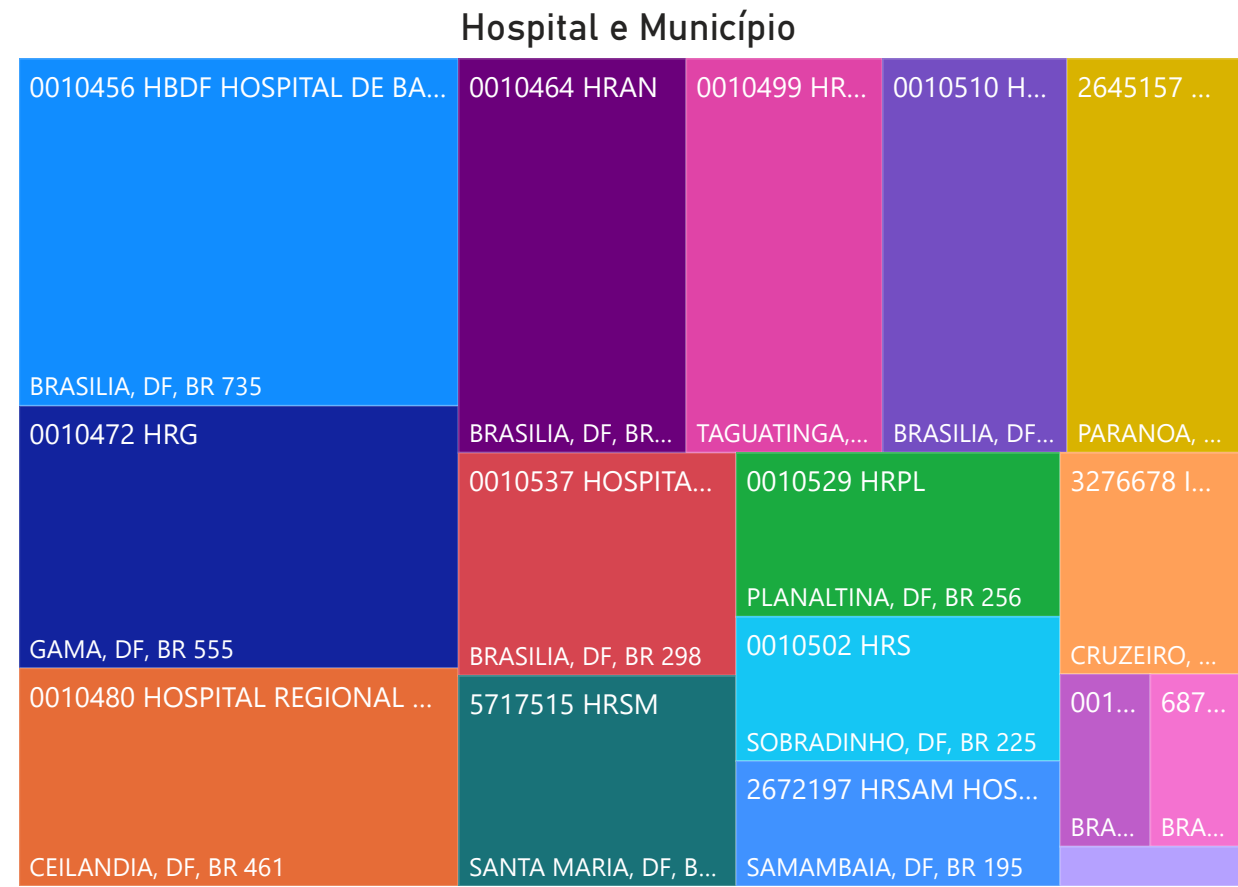 Hospital e Município
0010456 HBDF HOSPITAL DE BA...
BRASILIA, DF, BR 735
0010472 HRG
GAMA, DF, BR 555
0010480 HOSPITAL REGIONAL ...
CEILANDIA, DF, BR 461
0010464 HRAN
BRASILIA, DF, BR...
0010499 HR...
TAGUATINGA,...
0010510 H...
BRASILIA, DF...
2645157 ...
PARANOA, ...
0010537 HOSPITA...
BRASILIA, DF, BR 298
5717515 HRSM
SANTA MARIA, DF, B...
0010529 HRPL
PLANALTINA, DF, BR 256
0010502 HRS
SOBRADINHO, DF, BR 225
2672197 HRSAM HOS...
SAMAMBAIA, DF, BR 195
3276678 I...
CRUZEIRO, ...
001...
BRA...
687...
BRA...